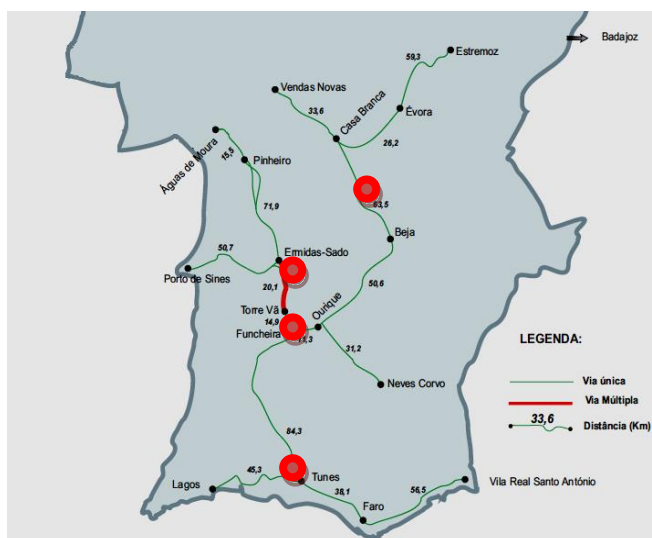 Badajoz
Estremoz
59,3
Vendas Novas
33,6
Casa Branca
Évora
26,2
Águas de Moura
15,5
Pinheiro
71,9
63,5
Beja
50,7
Ermidas-Sado
Porto de Sines
20,1
50,6
Torre Vã
14,9
Ourique
Funcheira
11,3
31,2
Neves Corvo
84,3
45,3
Tunes
Lagos
38,1
Faro
56,5
Vila Real Santo António
LEGENDA:
Via única
Via Múltipla
33,6
Distância (Km)